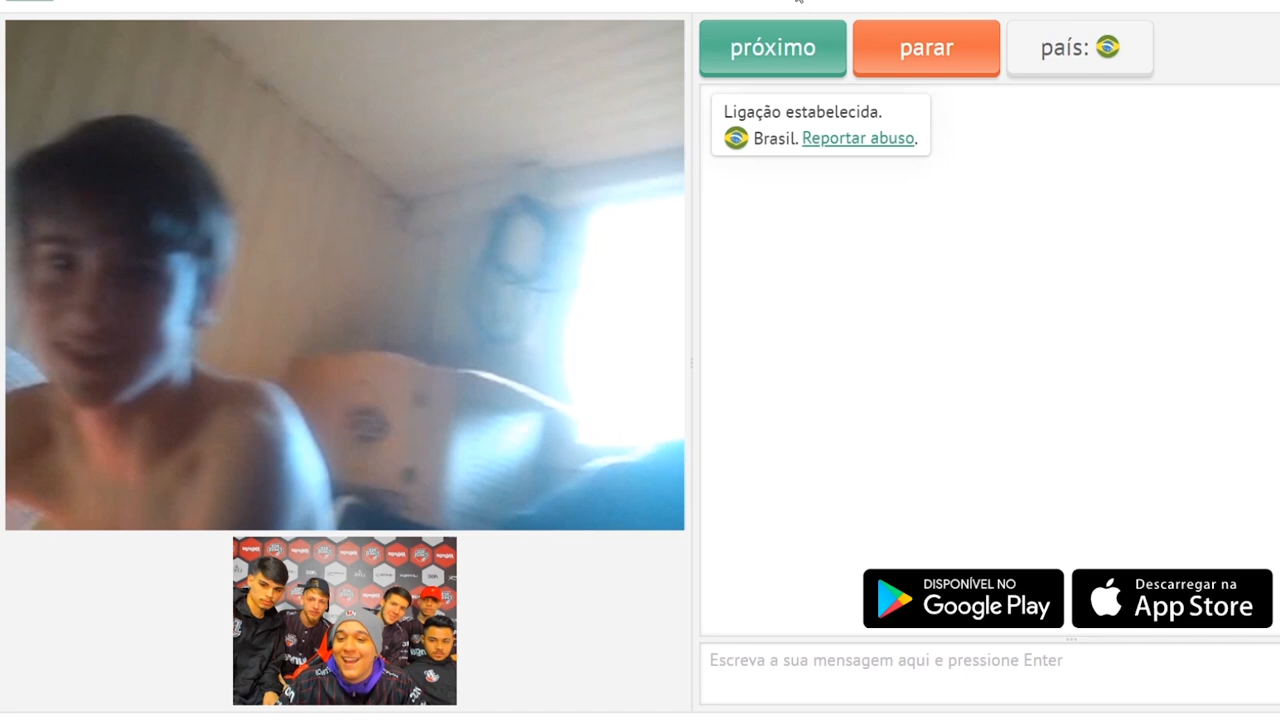 próximo
parar
país:
Ligação estabelecida.
Brasil. Reportar abuso.
DISPONÍVEL NO
Google Play
Descarregar na
App Store
Escreva a sua mensagem aqui e pressione Enter